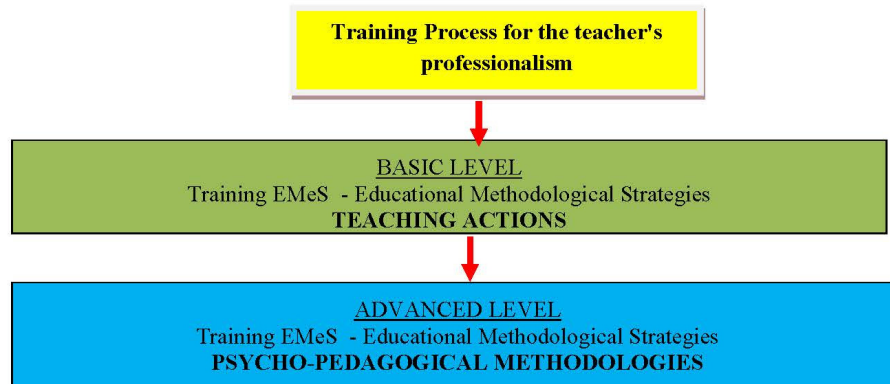 Training Process for the teacher's
professionalism
BASIC LEVEL
Training EMeS - Educational Methodological Strategies
TEACHING ACTIONS
ADVANCED LEVEL
Training EMeS - Educational Methodological Strategies
PSYCHO-PEDAGOGICAL METHODOLOGIES